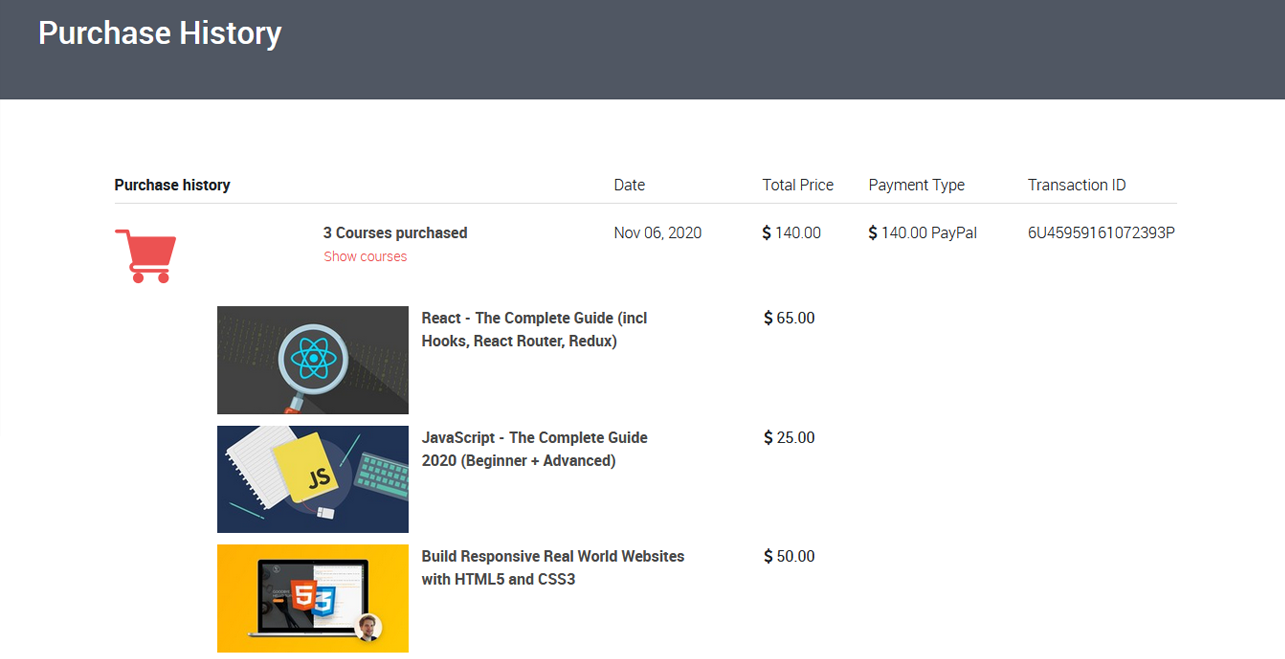 Purchase History
Purchase history Date Total Price Payment Type Transaction ID
3 Courses purchased Nov 06, 2020 $ 140.00 $ 140.00 PayPal 6U45959161072393P
Show courses
React - The Complete Guide (incl $ 65.00
Hooks, React Router, Redux)
JavaScript - The Complete Guide $ 25.00
2020 (Beginner + Advanced)
JS
Build Responsive Real World Websites $ 50.00
with HTML5 and CSS3
5 3